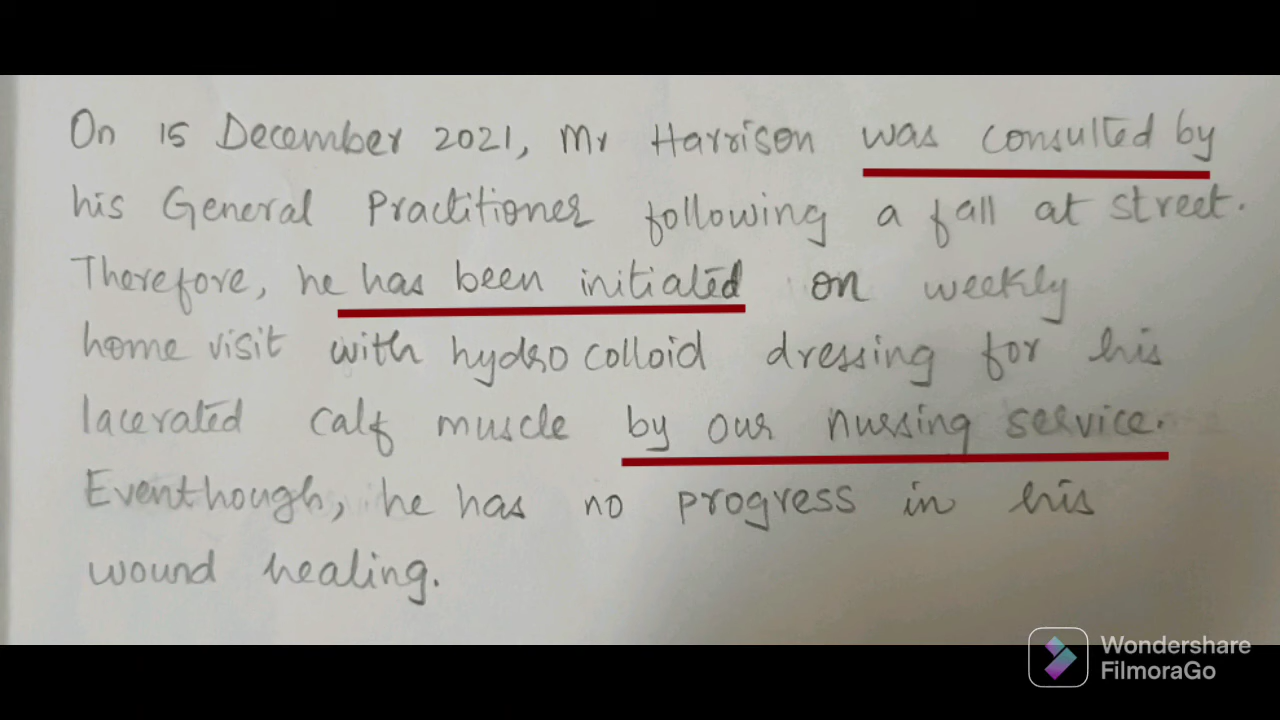 On 15 December 2021, Mr Harrison was consulted by
his General Practitioner following a fall at street.
Therefore, he has been initiated on weekly
home visit with hydrocolloid dressing for his
lacerated calf muscle by our nursing service.
Eventhough, he has no progress in his
wound healing.
Wondershare
FilmoraGo